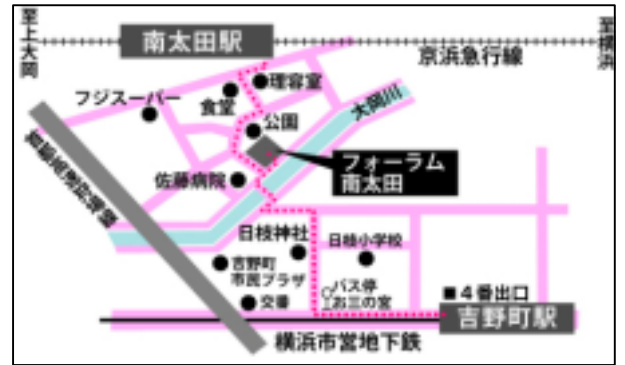 至上大岡
南太田駅
京浜急行線
至横浜
フジスーパー
食堂
理容室
公園
大岡川
フォーラム
南太田
佐藤病院
日枝神社
日枝小学校
吉野町
市民プラザ
バス停
お三の宮
交番
■4番出口
吉野町駅
横浜市営地下鉄